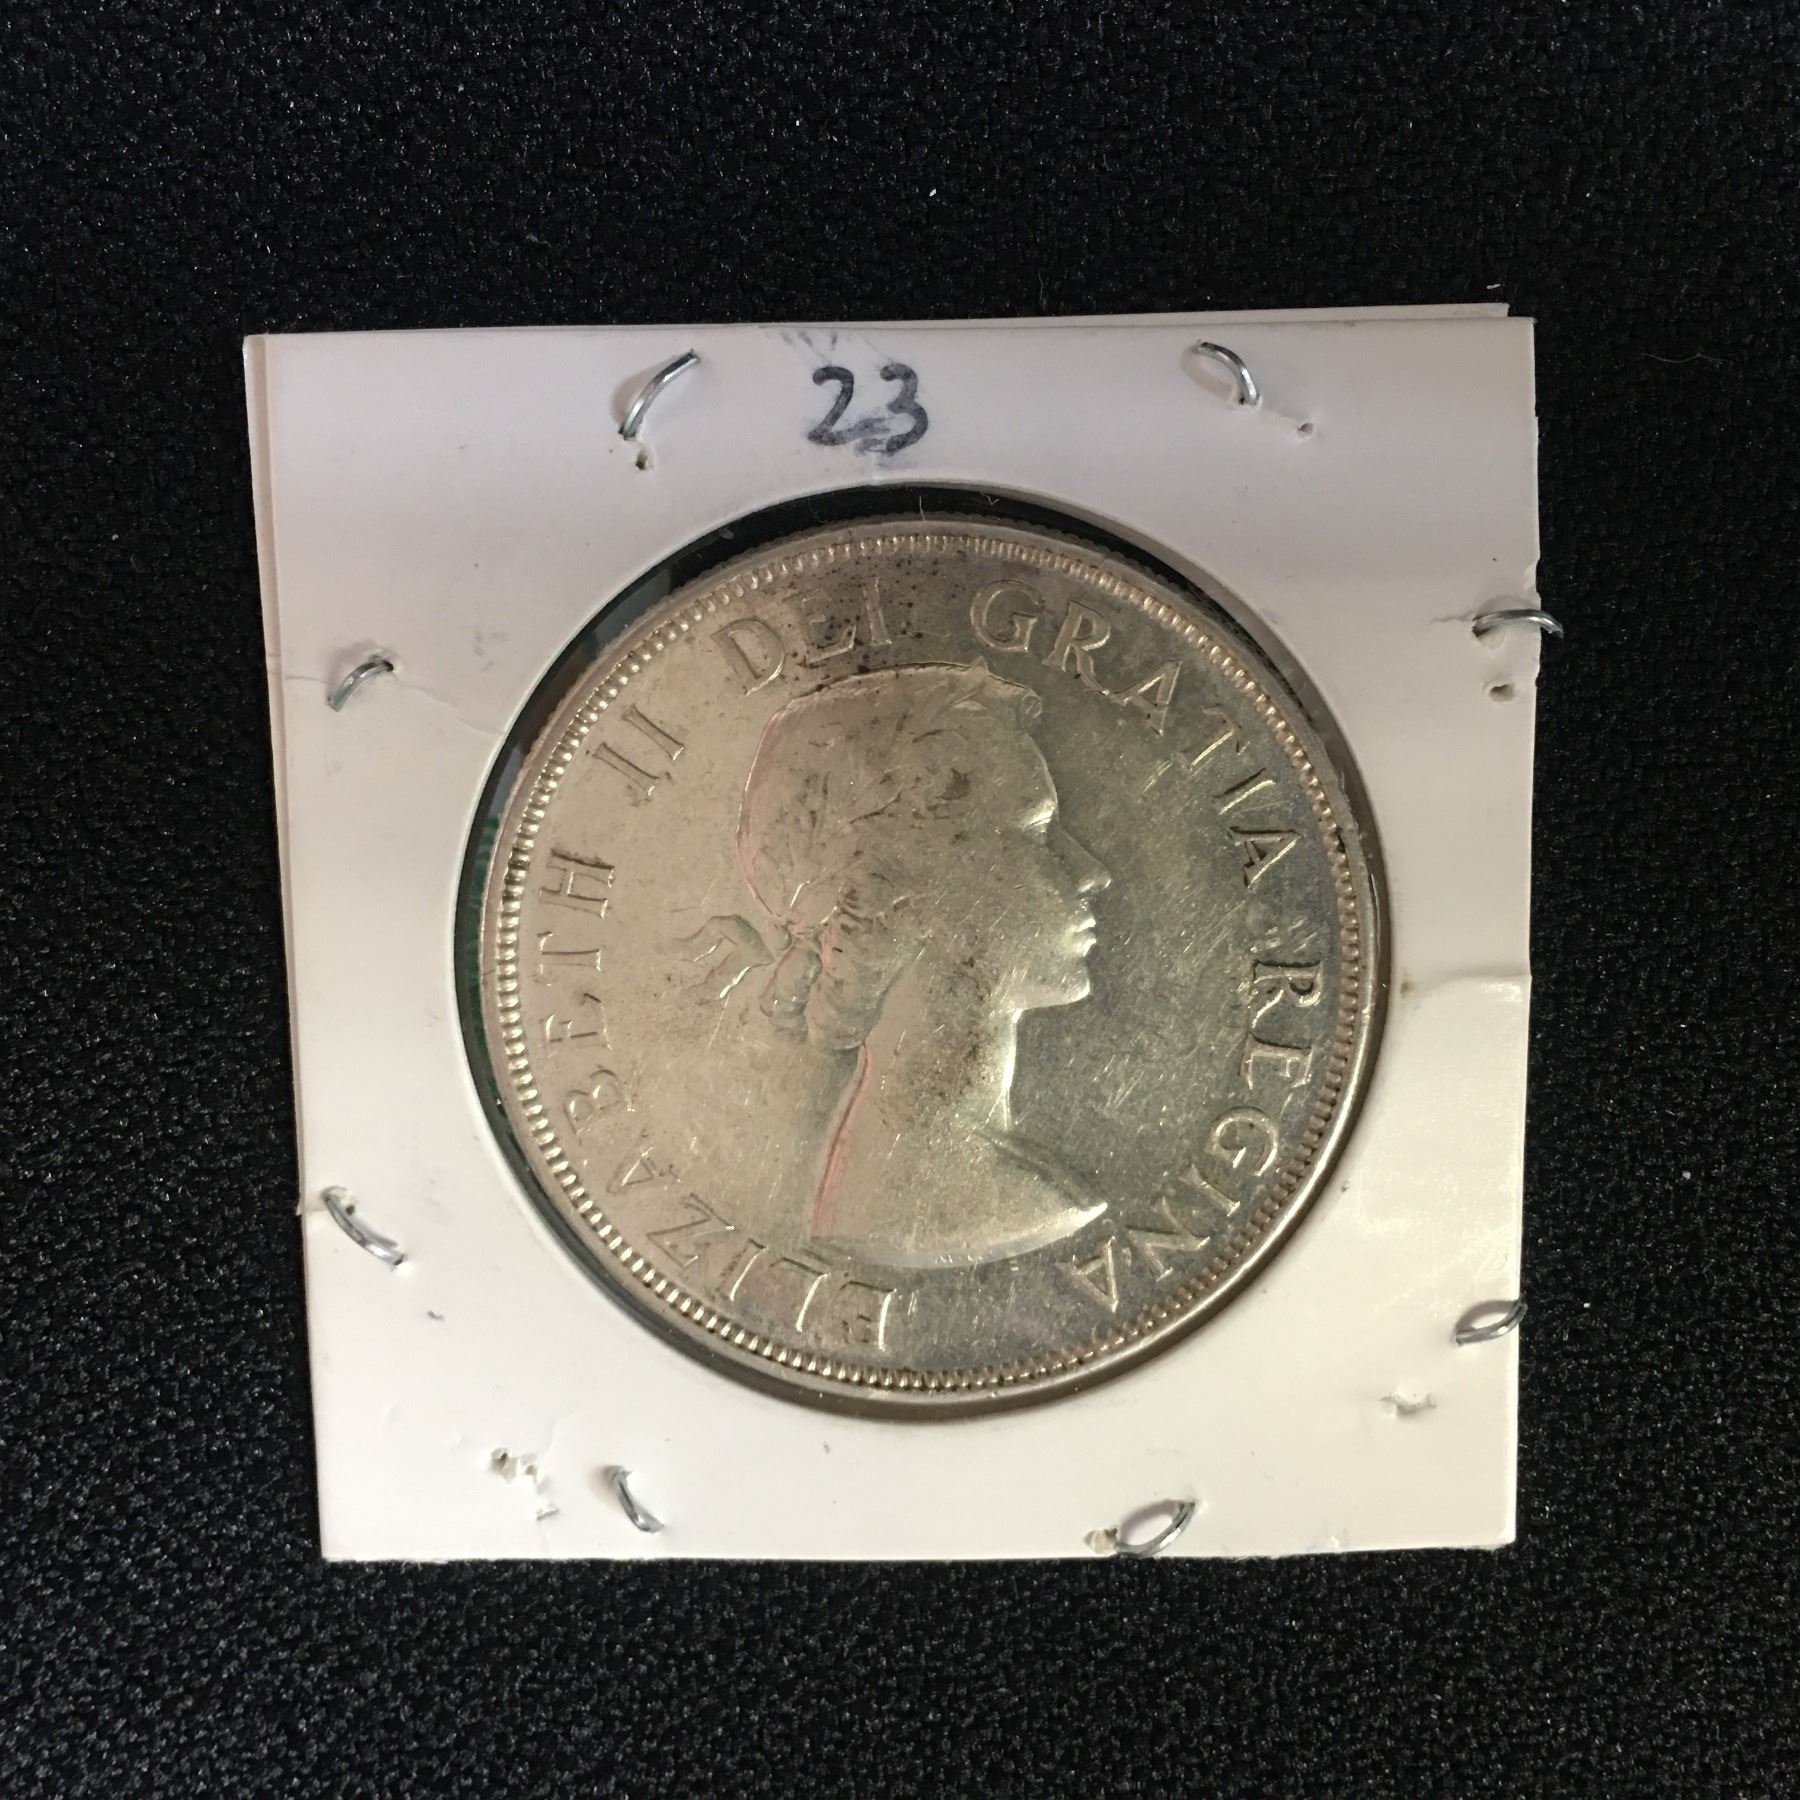 23
ELIZABETH II DEI GRATIA REGINA